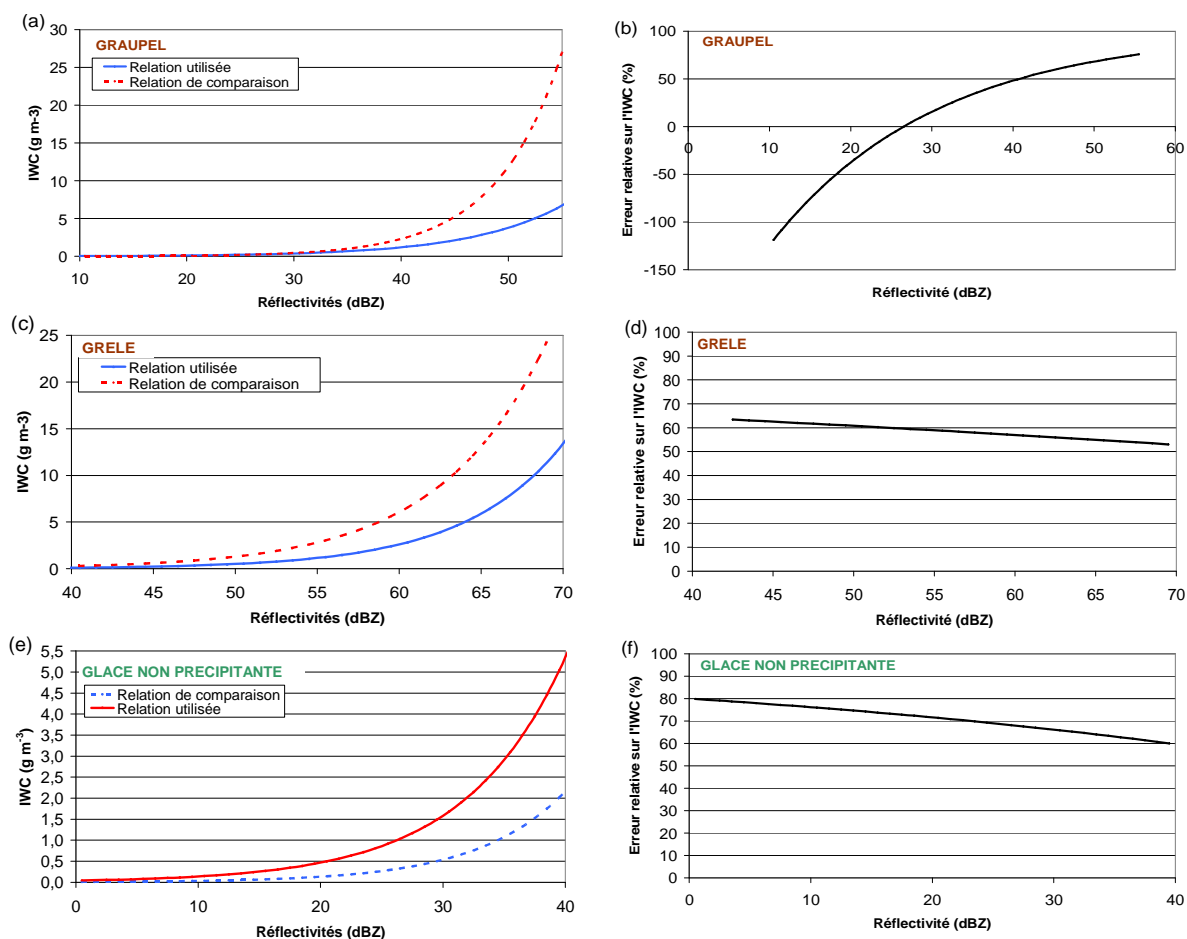 (a)
GRAUPEL
Relation utilisée
Relation de comparaison
IWC (g m-3)
30
25
20
15
10
5
0
10 20 30 40 50
Réflectivités (dBZ)
(b)
GRAUPEL
Erreur relative sur l'IWC (%)
100
50
0
-50
-100
-150
0 10 20 30 40 50 60
Réflectivité (dBZ)
(c)
GRELE
Relation utilisée
Relation de comparaison
IWC (g m-3)
25
20
15
10
5
0
40 45 50 55 60 65 70
Réflectivités (dBZ)
(d)
GRELE
Erreur relative sur l'IWC (%)
100
90
80
70
60
50
40
30
20
10
0
40 45 50 55 60 65 70
Réflectivité (dBZ)
(e)
GLACE NON PRECIPITANTE
Relation de comparaison
Relation utilisée
IWC (g m-3)
5,5
5,0
4,5
4,0
3,5
3,0
2,5
2,0
1,5
1,0
0,5
0,0
0 10 20 30 40
Réflectivités (dBZ)
(f)
GLACE NON PRECIPITANTE
Erreur relative sur l'IWC (%)
100
90
80
70
60
50
40
30
20
10
0
0 10 20 30 40
Réflectivité (dBZ)